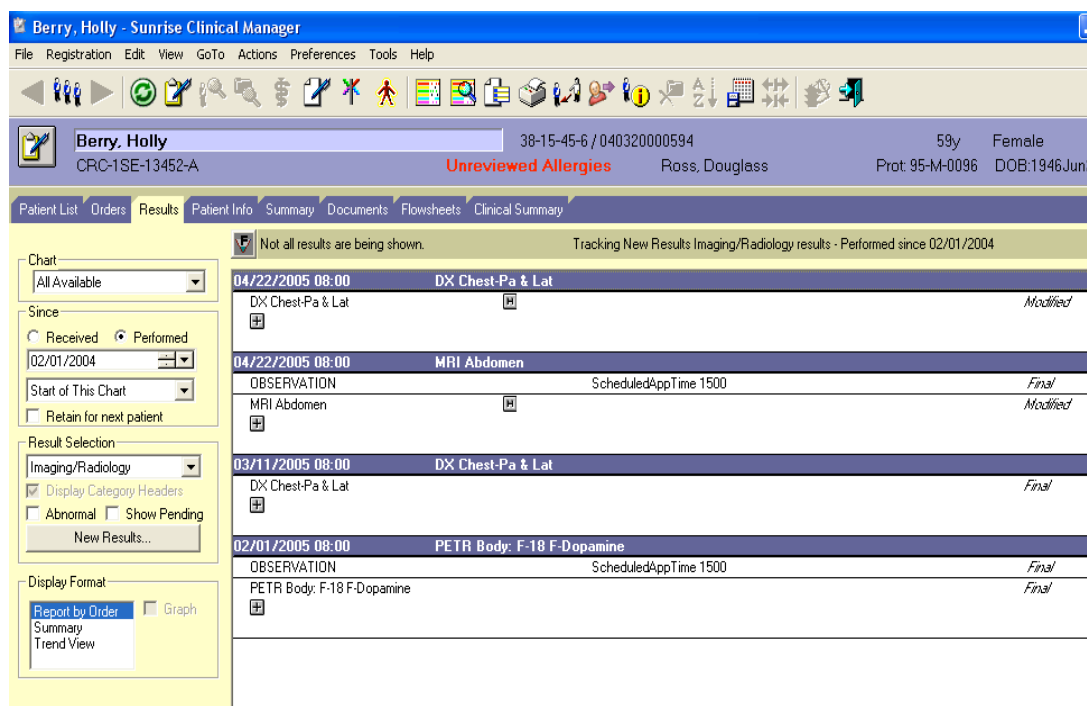 Berry, Holly - Sunrise Clinical Manager
File Registration Edit View GoTo Actions Preferences Tools Help
Berry, Holly 38-15-45-6 / 040320000594 59y Female
CRC-1SE-13452-A Unreviewed Allergies Ross, Douglass Prot: 95-M-0096 DOB:1946Jun
Patient List Orders Results Patient Info Summary Documents Flowsheets Clinical Summary
Not all results are being shown. Tracking New Results Imaging/Radiology results - Performed since 02/01/2004
Chart
All Available
Since
Received Performed
02/01/2004
Start of This Chart
Retain for next patient
Result Selection
Imaging/Radiology
Display Category Headers
Abnormal Show Pending
New Results...
Display Format
Report by Order Graph
Summary
Trend View
04/22/2005 08:00 DX Chest-Pa & Lat
DX Chest-Pa & Lat H Modified
04/22/2005 08:00 MRI Abdomen
OBSERVATION ScheduledAppTime 1500 Final
MRI Abdomen H Modified
03/11/2005 08:00 DX Chest-Pa & Lat
DX Chest-Pa & Lat Final
02/01/2005 08:00 PETR Body: F-18 F-Dopamine
OBSERVATION ScheduledAppTime 1500 Final
PETR Body: F-18 F-Dopamine Final